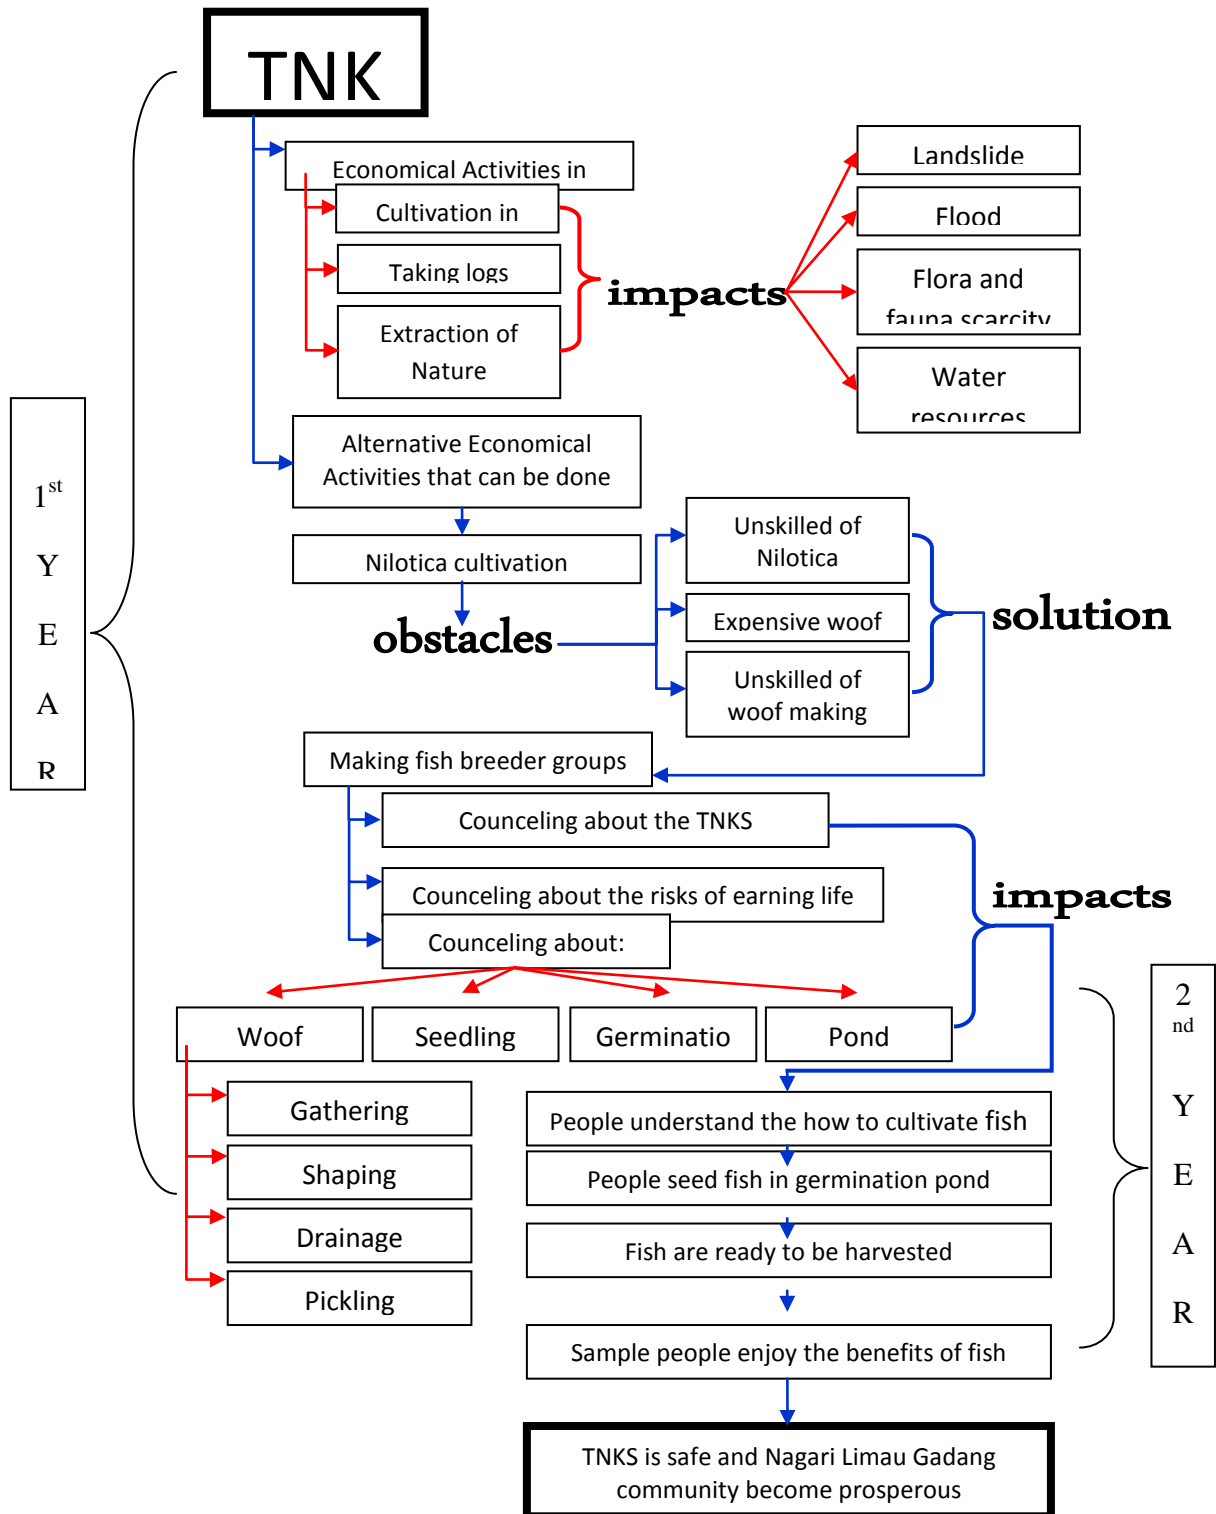 TNK
Economical Activities in
Cultivation in
Taking logs
Extraction of
Nature
impacts
Landslide
Flood
Flora and
fauna scarcity
Water
resources
Alternative Economical
Activities that can be done
Nilotica cultivation
obstacles
Unskilled of
Nilotica
Expensive woof
Unskilled of
woof making
solution
Making fish breeder groups
Counceling about the TNKS
Counceling about the risks of earning life
Counceling about:
impacts
Woof
Seedling
Germinatio
Pond
Gathering
Shaping
Drainage
Pickling
People understand the how to cultivate fish
People seed fish in germination pond
Fish are ready to be harvested
Sample people enjoy the benefits of fish
TNKS is safe and Nagari Limau Gadang
community become prosperous
1st
Y
E
A
R
2
nd
Y
E
A
R